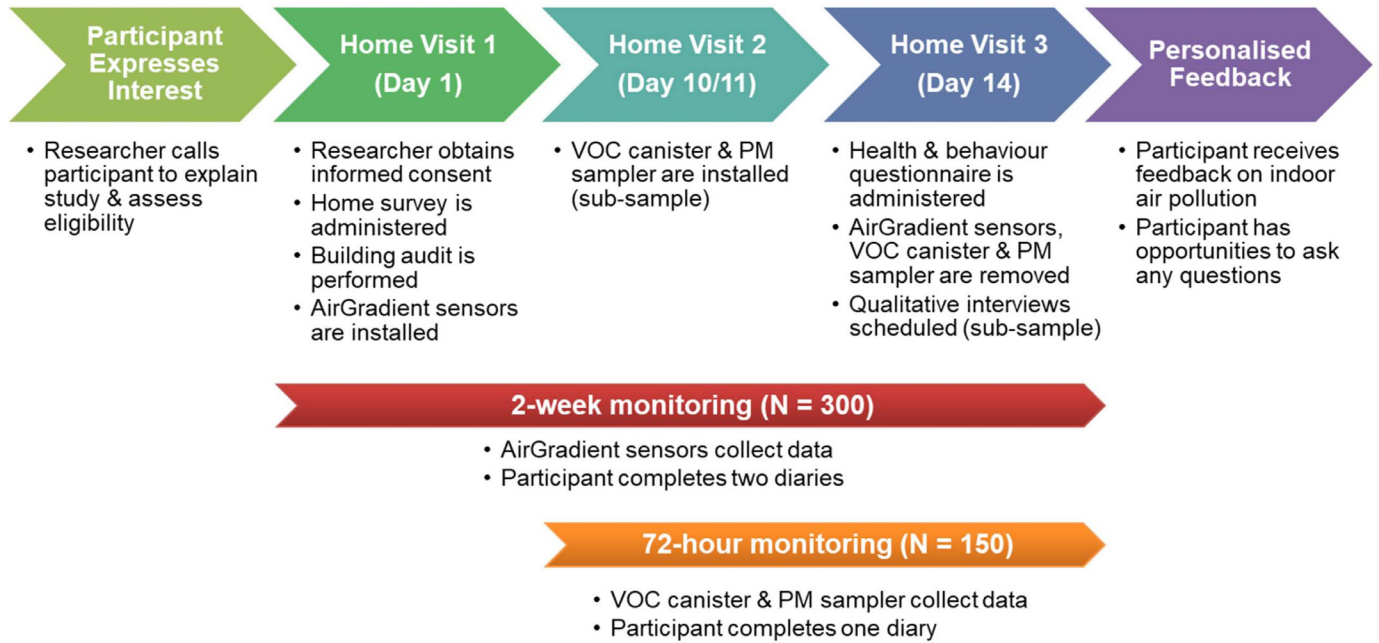 Participant
Expresses
Interest
Home Visit 1
(Day 1)
Home Visit 2
(Day 10/11)
Home Visit 3
(Day 14)
Personalised
Feedback
• Researcher calls
participant to explain
study & assess
eligibility
• Researcher obtains
informed consent
• Home survey is
administered
• Building audit is
performed
• AirGradient sensors
are installed
• VOC canister & PM
sampler are installed
(sub-sample)
• Health & behaviour
questionnaire is
administered
• AirGradient sensors,
VOC canister & PM
sampler are removed
• Qualitative interviews
scheduled (sub-sample)
• Participant receives
feedback on indoor
air pollution
• Participant has
opportunities to ask
any questions
2-week monitoring (N = 300)
• AirGradient sensors collect data
• Participant completes two diaries
72-hour monitoring (N = 150)
• VOC canister & PM sampler collect data
• Participant completes one diary